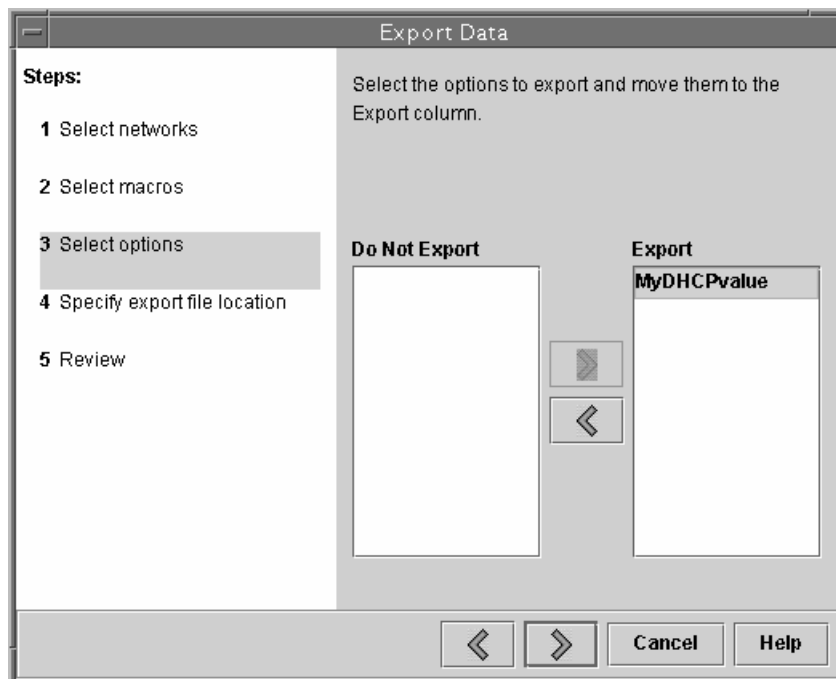 Export Data
Steps:
1 Select networks
2 Select macros
3 Select options
4 Specify export file location
5 Review
Select the options to export and move them to the
Export column.
Do Not Export
Export
MyDHCPvalue
Cancel
Help